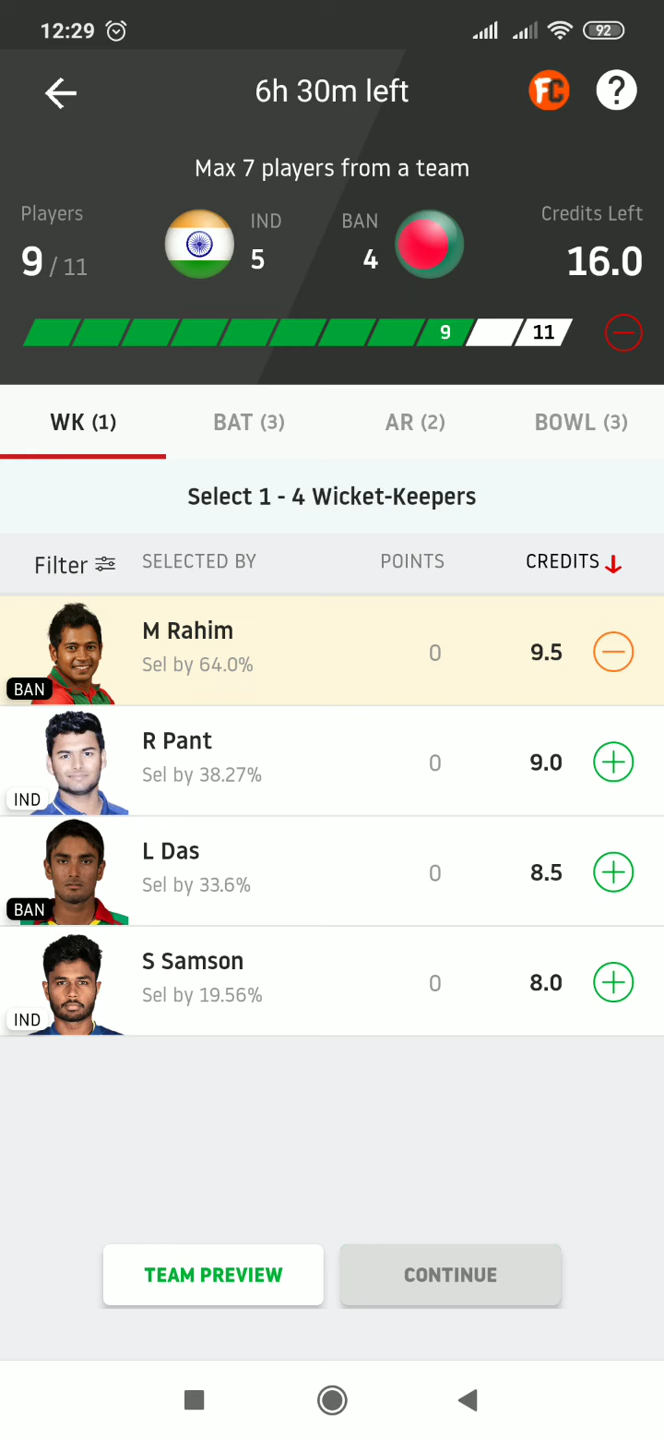 12:29 92
6h 30m left FC ?
Max 7 players from a team
Players IND BAN Credits Left
9 / 11 5 4 16.0
9 11
WK (1) BAT (3) AR (2) BOWL (3)
Select 1 - 4 Wicket-Keepers
Filter SELECTED BY POINTS CREDITS
M Rahim
Sel by 64.0% 0 9.5
BAN
R Pant
Sel by 38.27% 0 9.0
IND
L Das
Sel by 33.6% 0 8.5
BAN
S Samson
Sel by 19.56% 0 8.0
IND
TEAM PREVIEW CONTINUE